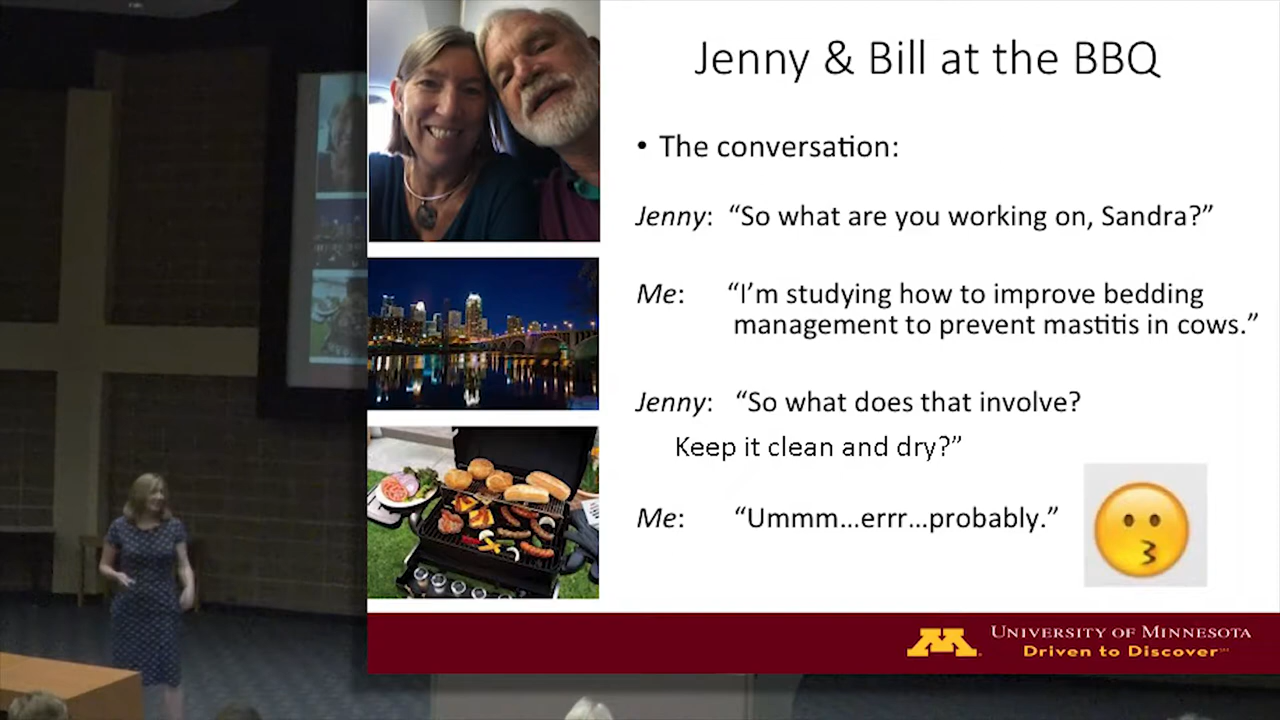 Jenny & Bill at the BBQ
• The conversation:
Jenny: “So what are you working on, Sandra?”
Me: “I’m studying how to improve bedding
management to prevent mastitis in cows.”
Jenny: “So what does that involve?
Keep it clean and dry?”
Me: “Ummm…errr…probably.”
UNIVERSITY OF MINNESOTA
Driven to Discover℠